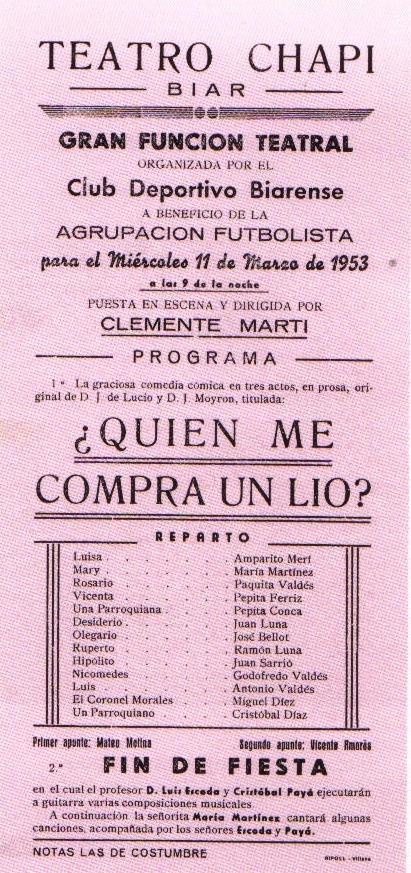 TEATRO CHAPI
BIAR
GRAN FUNCION TEATRAL
ORGANIZADA POR EL
Club Deportivo Biarense
A BENEFICIO DE LA
AGRUPACION FUTBOLISTA
para el Miércoles 11 de Marzo de 1953
a las 9 de la noche
PUESTA EN ESCENA Y DIRIGIDA POR
CLEMENTE MARTI
PROGRAMA
1.º La graciosa comedia cómica en tres actos, en prosa, ori-
ginal de D. J de Lucio y D. J. Moyron, titulada:
¿QUIEN ME
COMPRA UN LIO?
REPARTO
Luisa . . . . . . . Amparito Merí
Mary . . . . . . . María Martínez
Rosario . . . . . . . Paquita Valdés
Vicenta . . . . . . . Pepita Ferriz
Una Parroquiana . . . . . Pepita Conca
Desiderio . . . . . . . Juan Luna
Olegario . . . . . . . José Bellot
Ruperto . . . . . . . Ramón Luna
Hipólito . . . . . . . Juan Sarrió
Nicomedes . . . . . . . Godofredo Valdés
Luis . . . . . . . Antonio Valdés
El Coronel Morales . . . . . Miguel Díez
Un Parroquiano . . . . . Cristóbal Díaz
Primer apunte: Mateo Molina Segundo apunte: Vicente Amorós
2.º FIN DE FIESTA
en el cual el profesor D. Luis Escoda y Cristóbal Payá ejecutarán
a guitarra varias composiciones musicales.
A continuación la señorita María Martínez cantará algunas
canciones, acompañada por los señores Escoda y Payá.
NOTAS LAS DE COSTUMBRE
RIPOLL - Villena